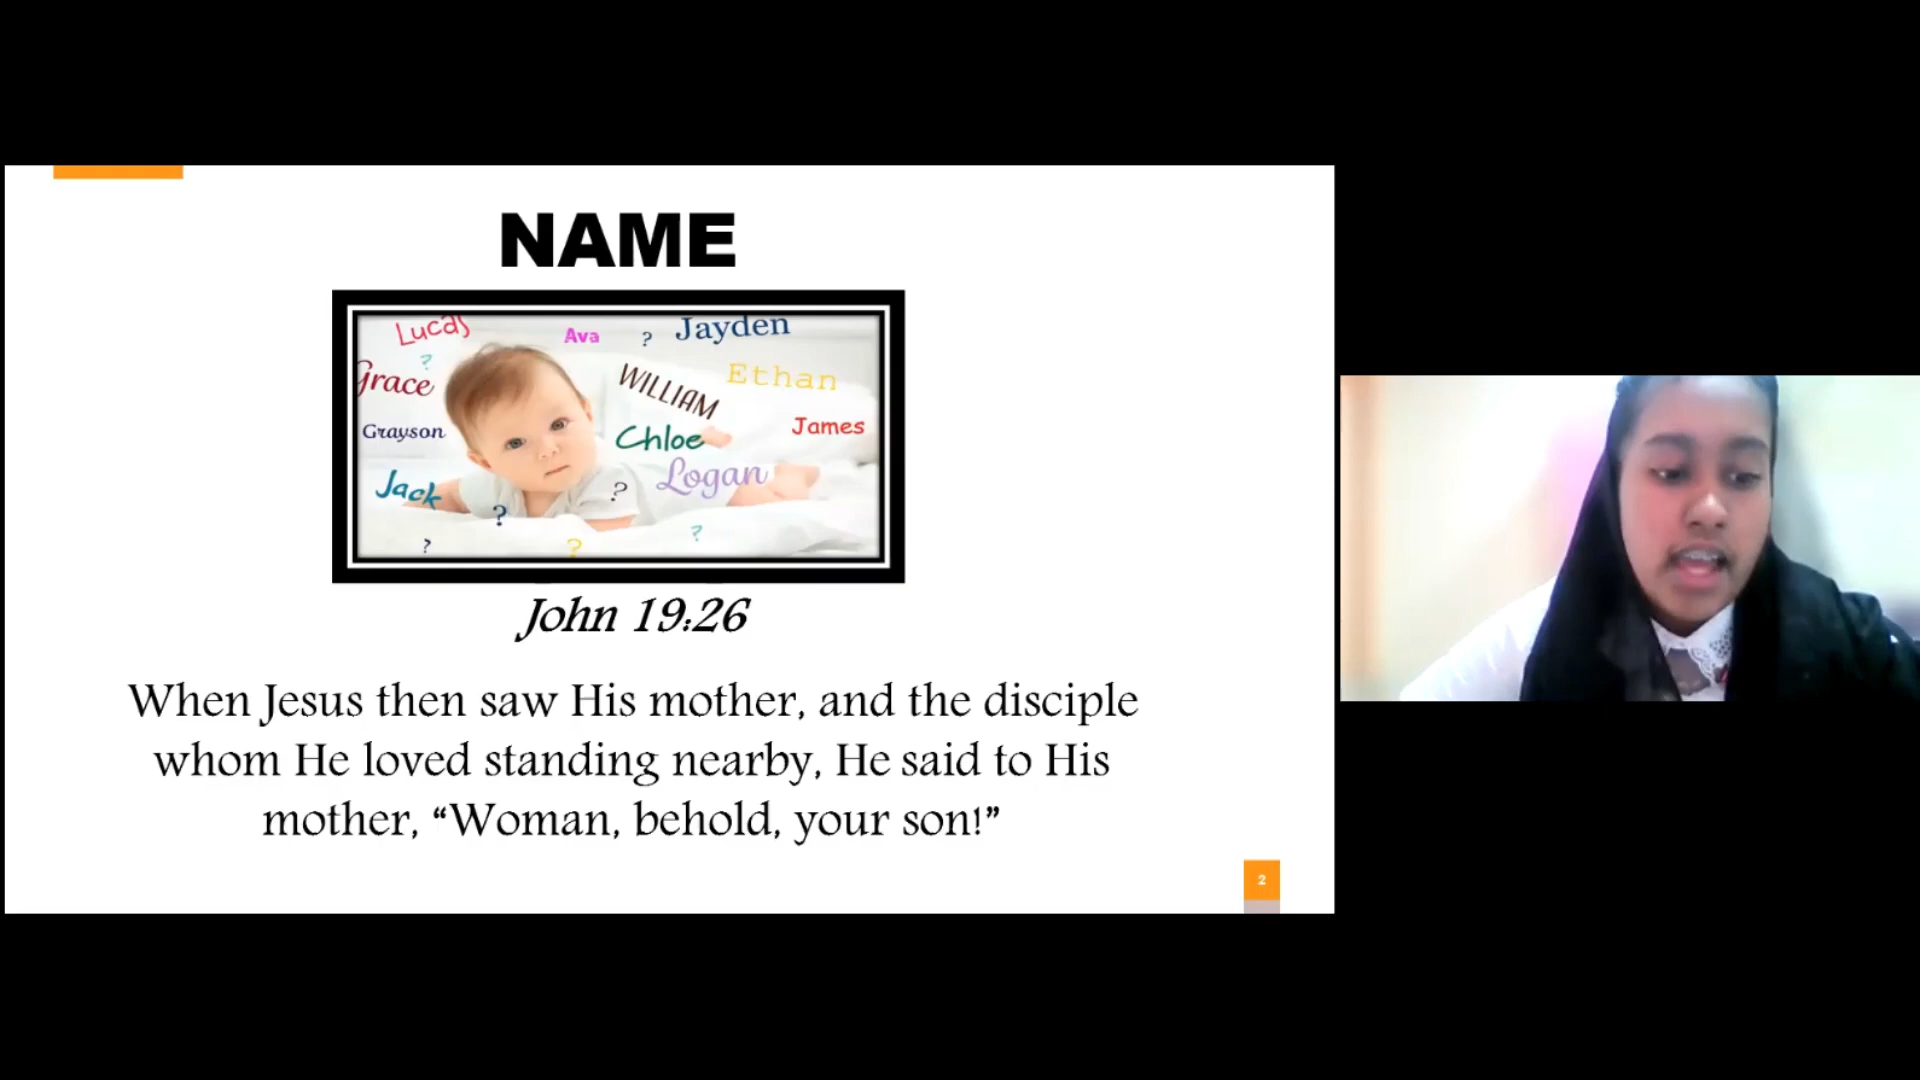 NAME
Lucas
Ava
?
Jayden
?
Grace
WILLIAM
Ethan
Grayson
Chloe
James
Jack
Logan
?
?
?
?
?
John 19:26
When Jesus then saw His mother, and the disciple
whom He loved standing nearby, He said to His
mother, “Woman, behold, your son!”
2